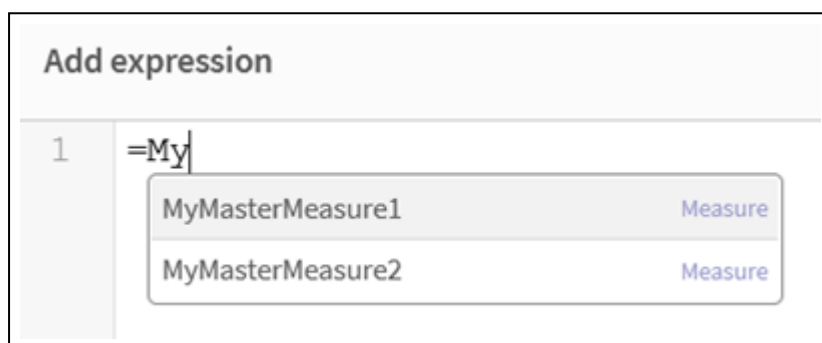 Add expression
1 =My
MyMasterMeasure1 Measure
MyMasterMeasure2 Measure